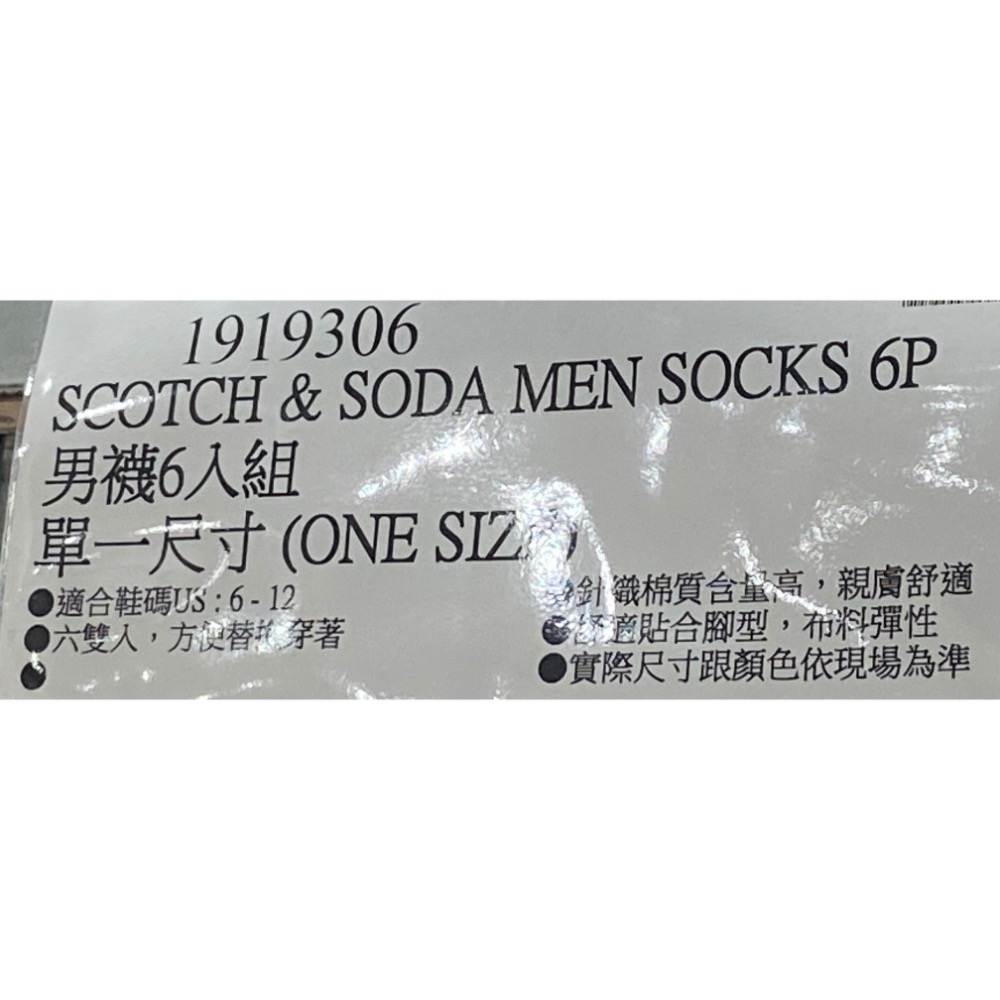 1919306
SCOTCH & SODA MEN SOCKS 6P
男襪6入組
單一尺寸 (ONE SIZE)
●適合鞋碼US : 6 - 12
●六雙入，方便替換穿著
●
●針織棉質含量高，親膚舒適
●舒適貼合腳型，布料彈性
●實際尺寸跟顏色依現場為準